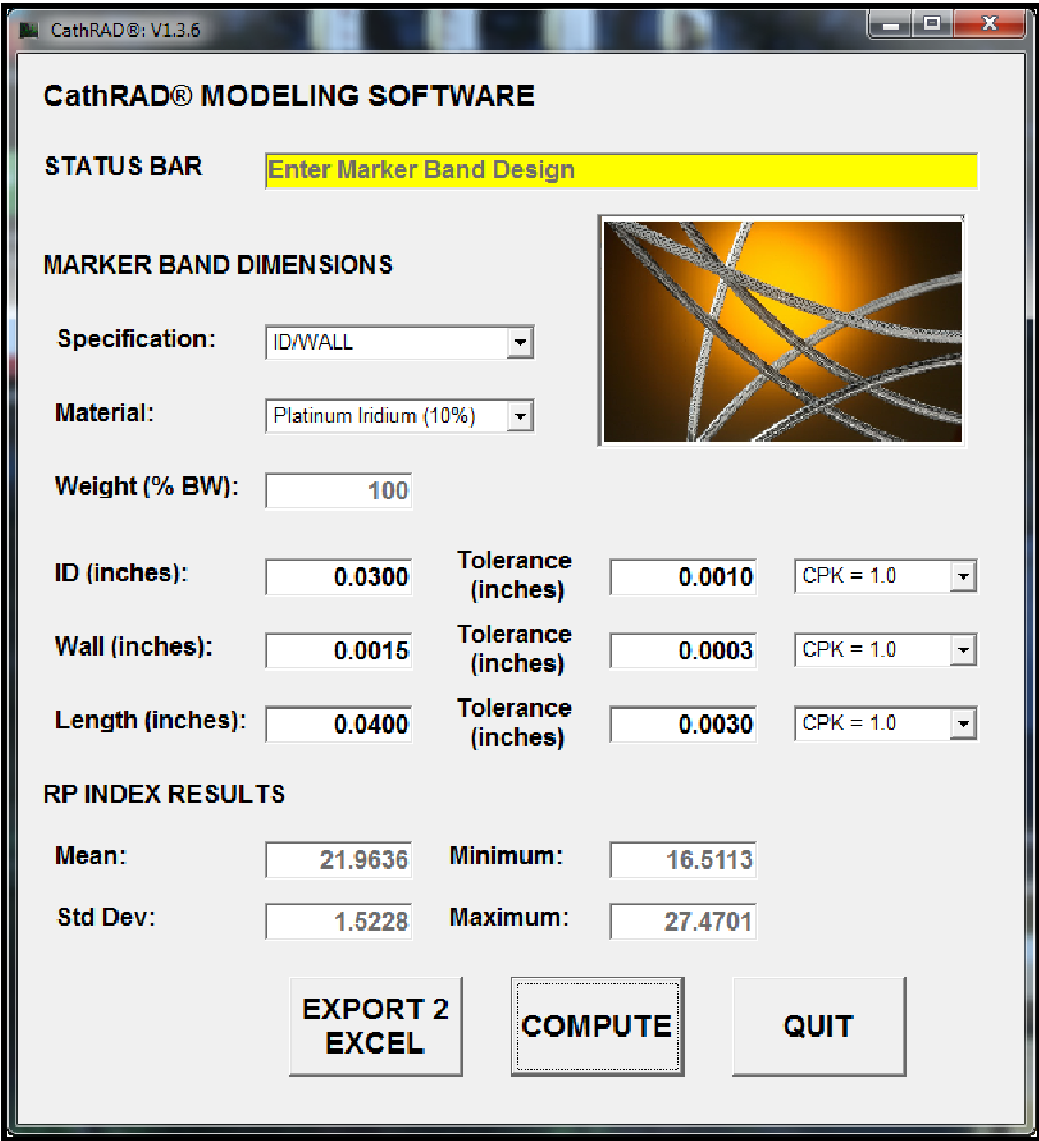 CathRAD®: V1.3.6
CathRAD® MODELING SOFTWARE
STATUS BAR Enter Marker Band Design
MARKER BAND DIMENSIONS
Specification: ID/WALL
Material: Platinum Iridium (10%)
Weight (% BW): 100
ID (inches): 0.0300 Tolerance (inches) 0.0010 CPK = 1.0
Wall (inches): 0.0015 Tolerance (inches) 0.0003 CPK = 1.0
Length (inches): 0.0400 Tolerance (inches) 0.0030 CPK = 1.0
RP INDEX RESULTS
Mean: 21.9636 Minimum: 16.5113
Std Dev: 1.5228 Maximum: 27.4701
EXPORT 2
EXCEL
COMPUTE
QUIT